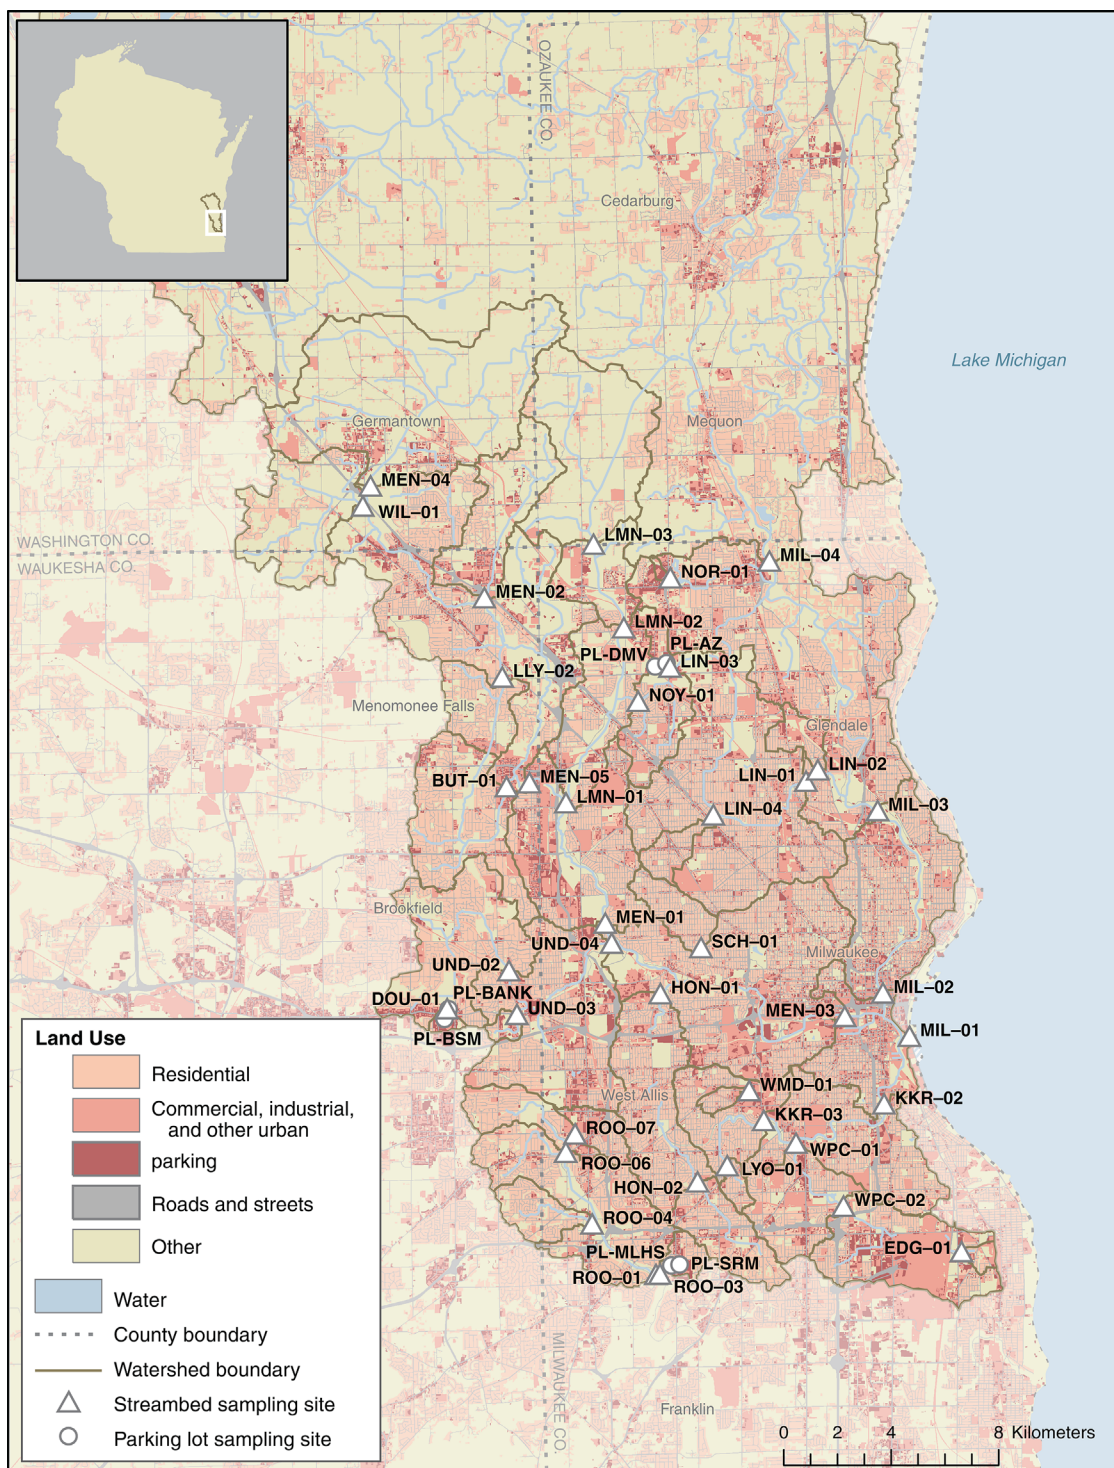 OZAUKEE CO.
Cedarburg
Lake Michigan
Germantown
Mequon
MEN–04
WIL–01
WASHINGTON CO.
WAUKESHA CO.
LMN–03
MIL–04
NOR–01
MEN–02
LMN–02
PL-AZ
PL-DMV
LIN–03
LLY–02
NOY–01
Menomonee Falls
Glendale
BUT–01
MEN–05
LIN–01
LIN–02
LMN–01
LIN–04
MIL–03
Brookfield
MEN–01
UND–04
SCH–01
Milwaukee
UND–02
DOU–01
PL-BANK
HON–01
MIL–02
UND–03
MEN–03
PL-BSM
MIL–01
West Allis
WMD–01
KKR–02
KKR–03
ROO–07
WPC–01
ROO–06
LYO–01
HON–02
WPC–02
ROO–04
EDG–01
PL-MLHS
PL-SRM
ROO–01
ROO–03
MILWAUKEE CO.
Franklin
Land Use
Residential
Commercial, industrial,
and other urban
parking
Roads and streets
Other
Water
County boundary
Watershed boundary
Streambed sampling site
Parking lot sampling site
0 2 4 8 Kilometers